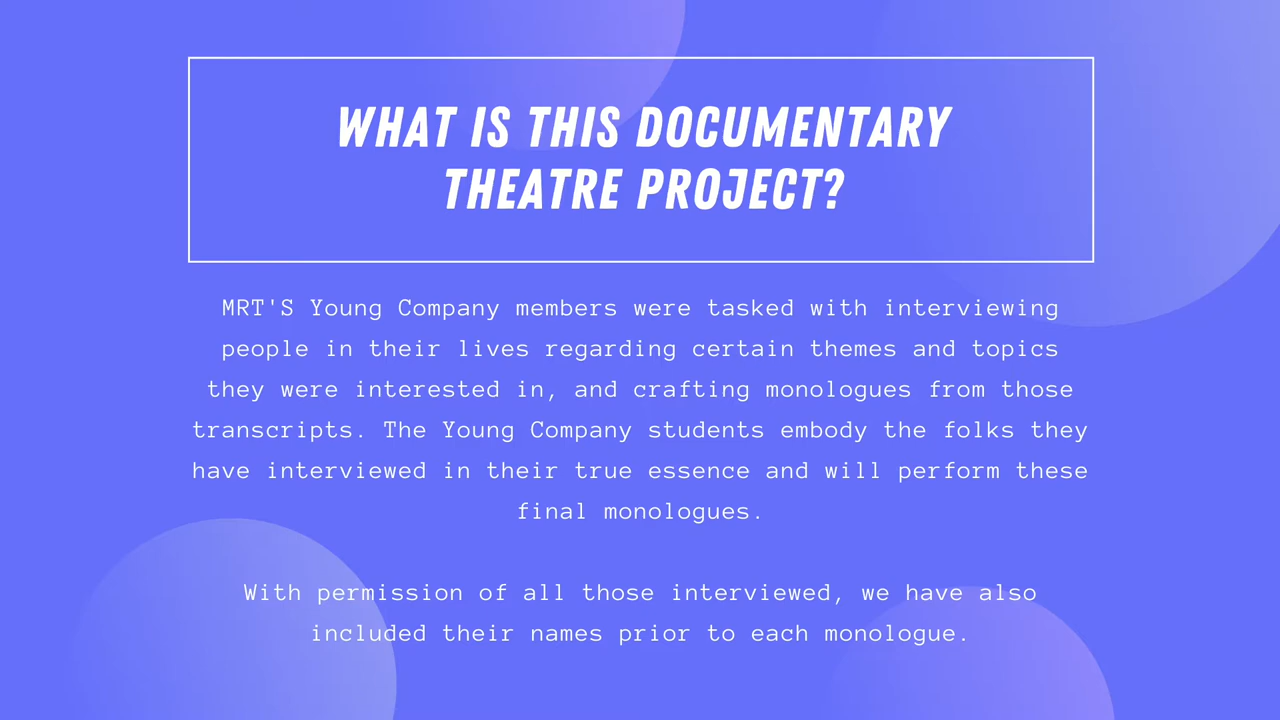 WHAT IS THIS DOCUMENTARY
THEATRE PROJECT?
MRT'S Young Company members were tasked with interviewing
people in their lives regarding certain themes and topics
they were interested in, and crafting monologues from those
transcripts. The Young Company students embody the folks they
have interviewed in their true essence and will perform these
final monologues.
With permission of all those interviewed, we have also
included their names prior to each monologue.